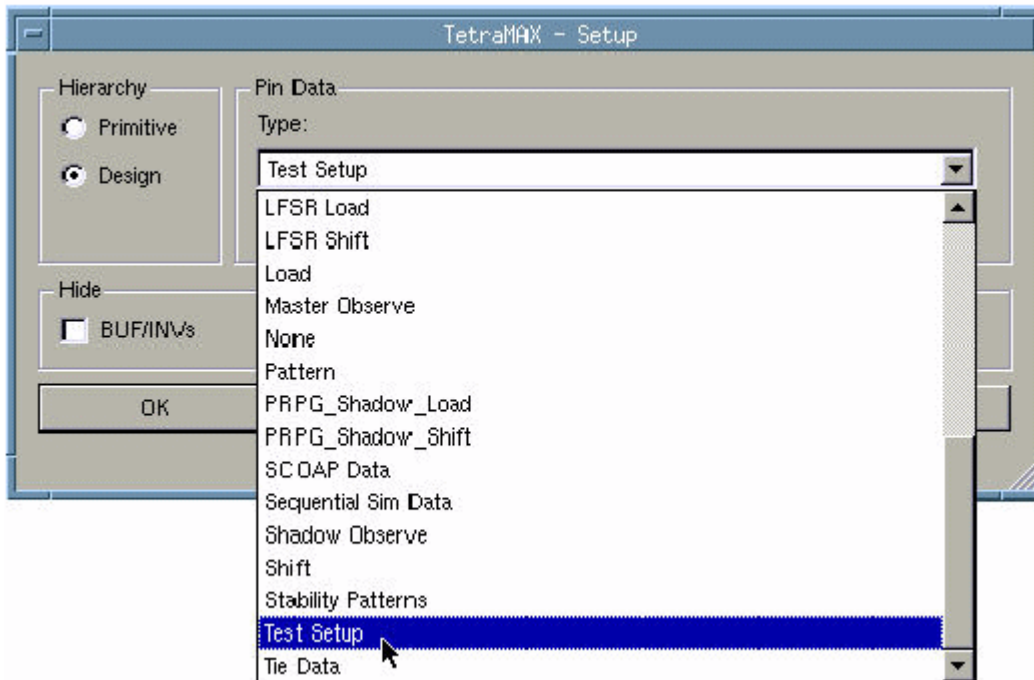 TetraMAX - Setup
Hierarchy
Pin Data
Primitive
Type:
Design
Test Setup
LFSR Load
LFSR Shift
Load
Hide
Master Observe
BUF/INVs
None
Pattern
OK
PRPG_Shadow_Load
PRPG_Shadow_Shift
SCOAP Data
Sequential Sim Data
Shadow Observe
Shift
Stability Patterns
Test Setup
Tie Data